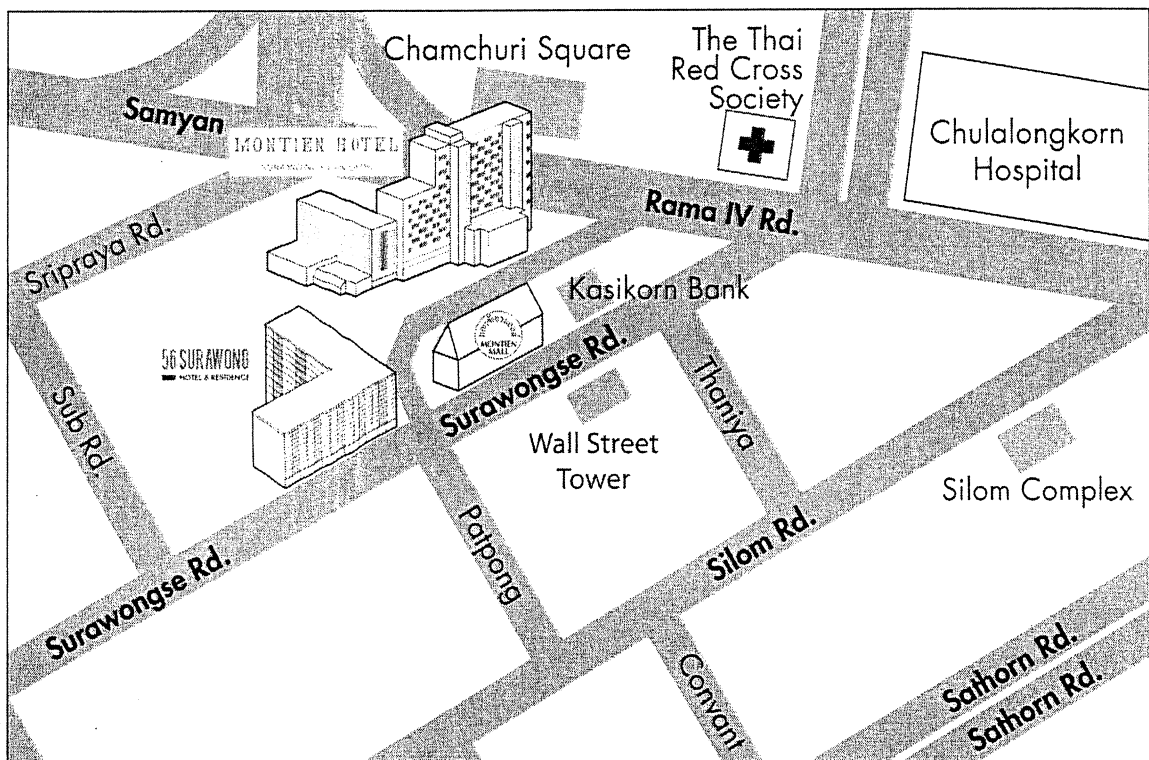 Chamchuri Square
The Thai
Red Cross
Society
Chulalongkorn
Hospital
Samyan
MONTIEN HOTEL
Rama IV Rd.
Sripraya Rd.
Kasikorn Bank
MONTIEN
MALL
56 SURAWONG
HOTEL & RESIDENCE
Surawongse Rd.
Thaniya
Sub Rd.
Wall Street
Tower
Silom Complex
Patpong
Silom Rd.
Surawongse Rd.
Convant
Sathorn Rd.
Sathorn Rd.